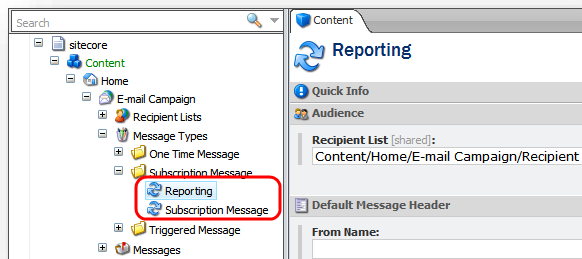 Search
sitecore
Content
Home
E-mail Campaign
Recipient Lists
Message Types
One Time Message
Subscription Message
Reporting
Subscription Message
Triggered Message
Messages
Content
Reporting
Quick Info
Audience
Recipient List [shared]:
Content/Home/E-mail Campaign/Recipient
Default Message Header
From Name: